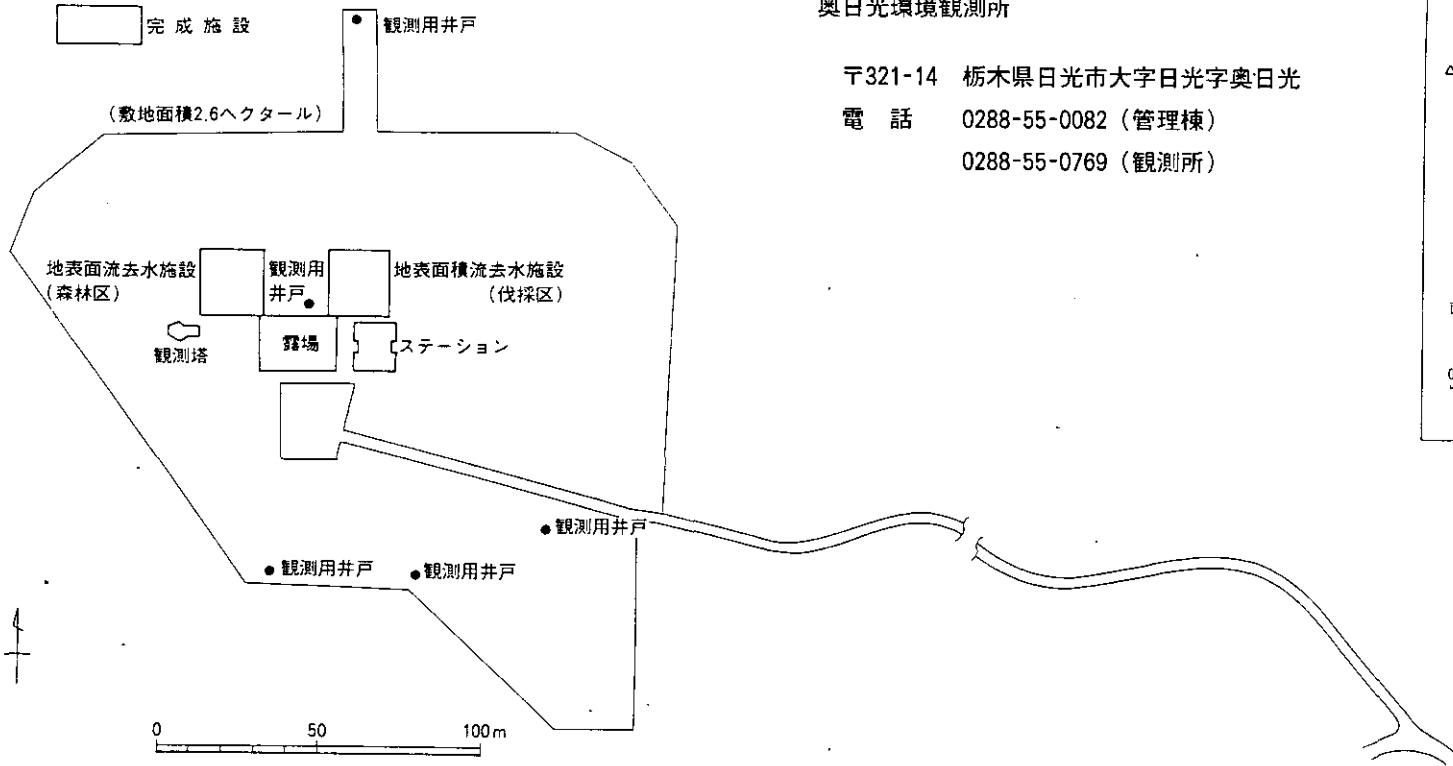 奥日光環境観測所
〒321-14 栃木県日光市大字日光字奥日光
電話 0288-55-0082（管理棟）
0288-55-0769（観測所）
完成施設
観測用井戸
（敷地面積2.6ヘクタール）
地表面流去水施設
（森林区）
観測用
井戸
地表面積流去水施設
（伐採区）
観測塔
露場
ステーション
観測用井戸
観測用井戸
観測用井戸
0 50 100m